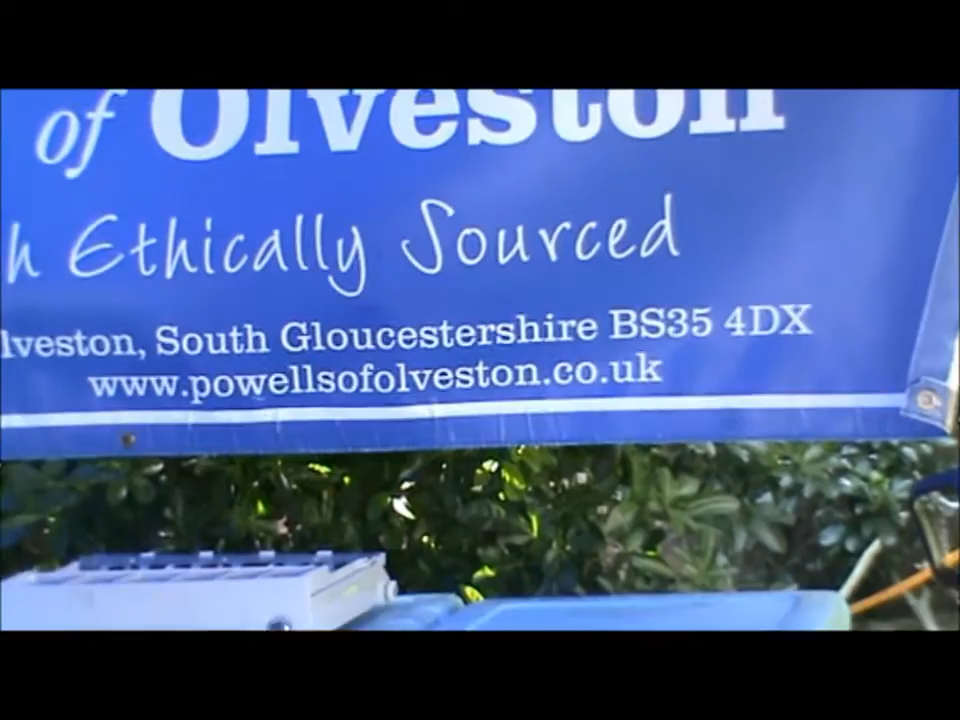 of Olveston
h Ethically Sourced
lveston, South Gloucestershire BS35 4DX
www.powellsofolveston.co.uk